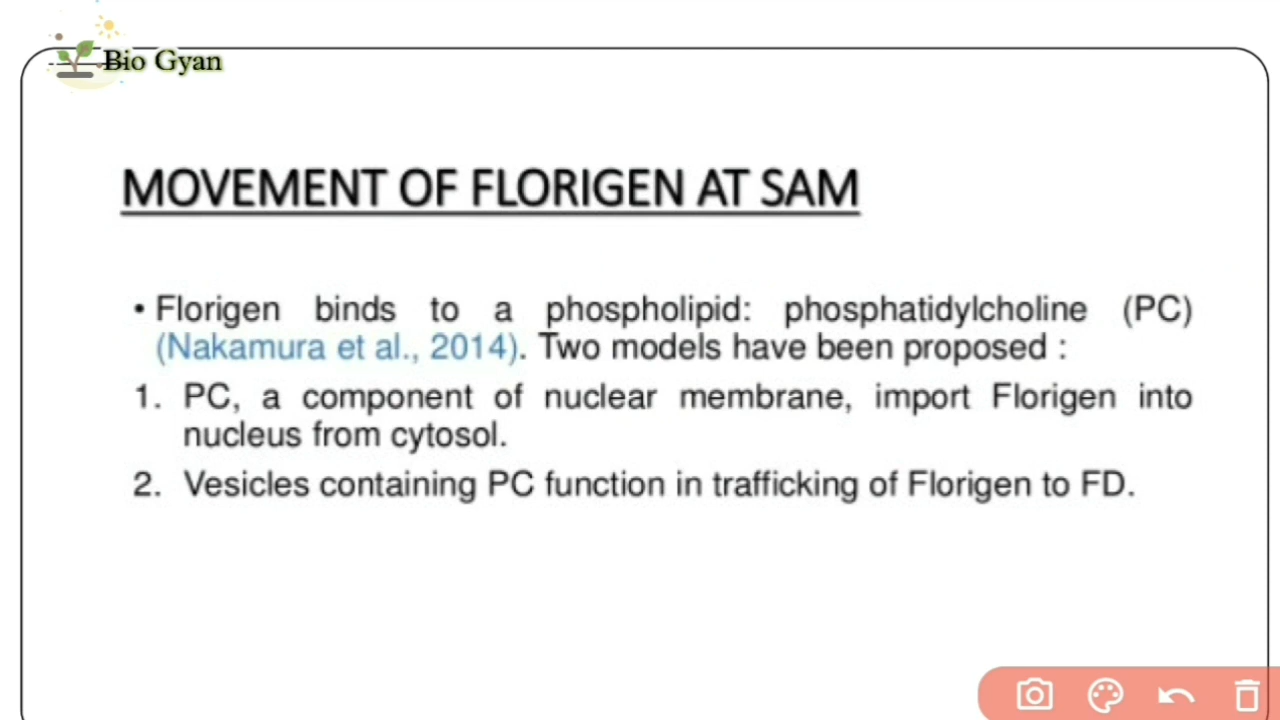 Bio Gyan
MOVEMENT OF FLORIGEN AT SAM
• Florigen binds to a phospholipid: phosphatidylcholine (PC)
(Nakamura et al., 2014). Two models have been proposed :
1. PC, a component of nuclear membrane, import Florigen into
nucleus from cytosol.
2. Vesicles containing PC function in trafficking of Florigen to FD.